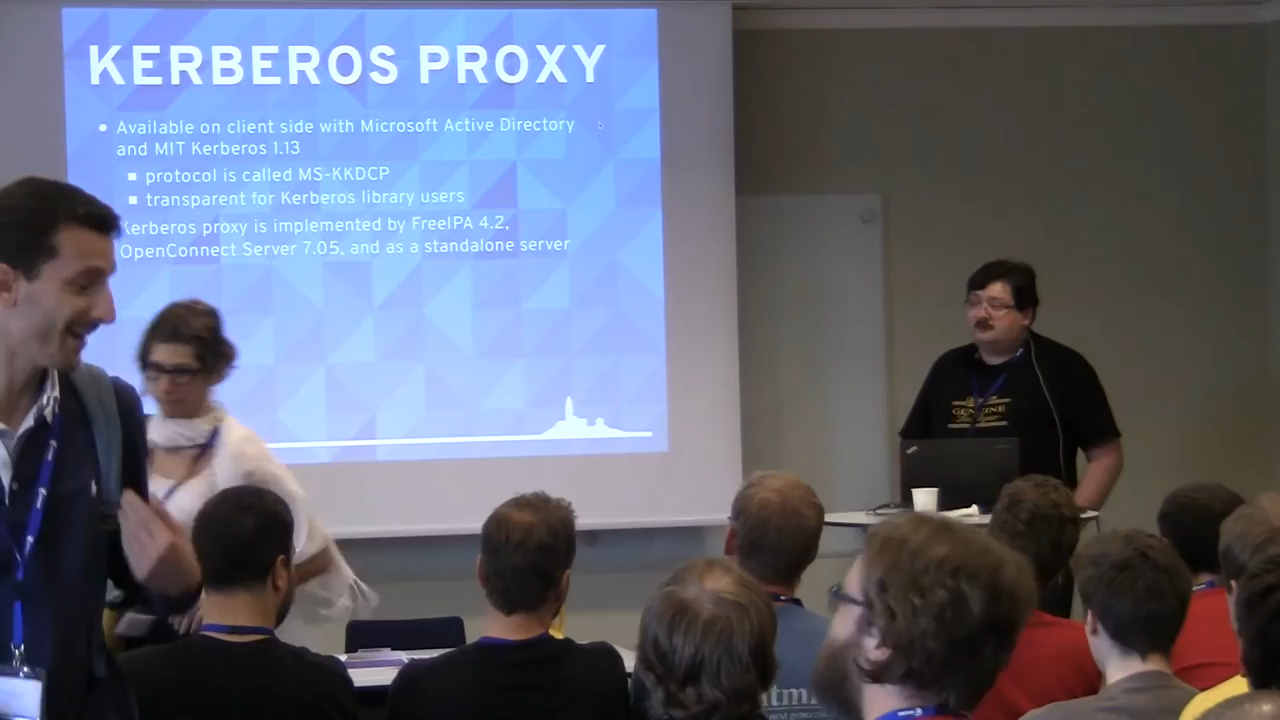 KERBEROS PROXY
Available on client side with Microsoft Active Directory
and MIT Kerberos 1.13
protocol is called MS-KKDCP
transparent for Kerberos library users
Kerberos proxy is implemented by FreeIPA 4.2,
OpenConnect Server 7.05, and as a standalone server
GENUINE